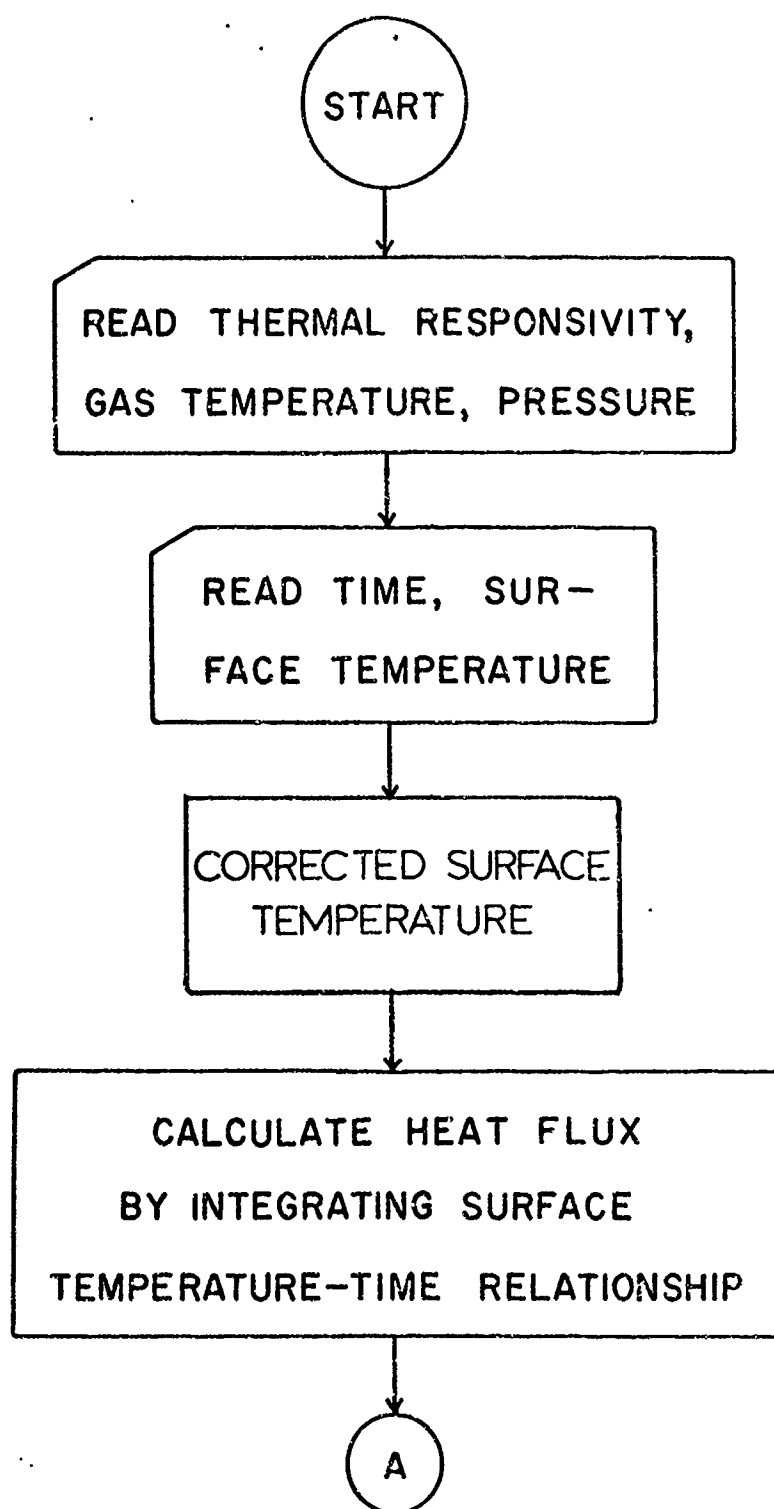 START
READ THERMAL RESPONSIVITY,
GAS TEMPERATURE, PRESSURE
READ TIME, SUR-
FACE TEMPERATURE
CORRECTED SURFACE
TEMPERATURE
CALCULATE HEAT FLUX
BY INTEGRATING SURFACE
TEMPERATURE-TIME RELATIONSHIP
A